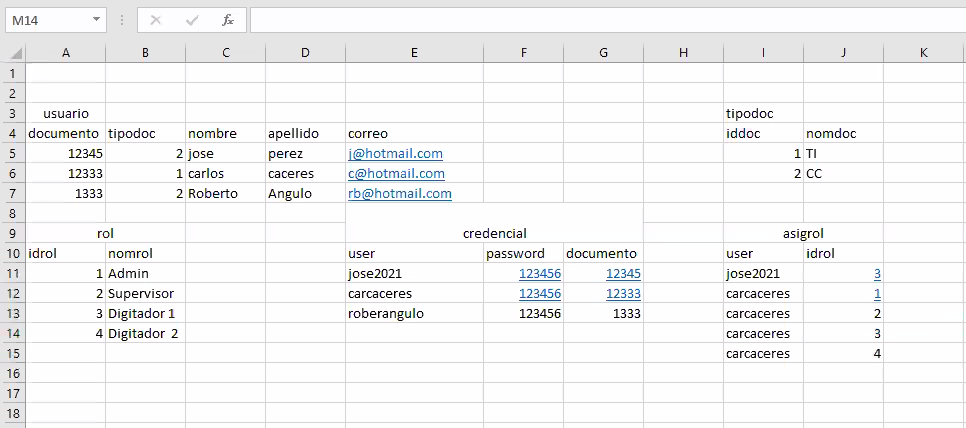 M14 fx
A B C D E F G H I J K
1
2
3 usuario tipodoc
4 documento tipodoc nombre apellido correo iddoc nomdoc
5 12345 2 jose perez j@hotmail.com 1 TI
6 12333 1 carlos caceres c@hotmail.com 2 CC
7 1333 2 Roberto Angulo rb@hotmail.com
8
9 rol credencial asigrol
10 idrol nomrol user password documento user idrol
11 1 Admin jose2021 123456 12345 jose2021 3
12 2 Supervisor carcaceres 123456 12333 carcaceres 1
13 3 Digitador 1 roberangulo 123456 1333 carcaceres 2
14 4 Digitador 2 carcaceres 3
15 carcaceres 4
16
17
18